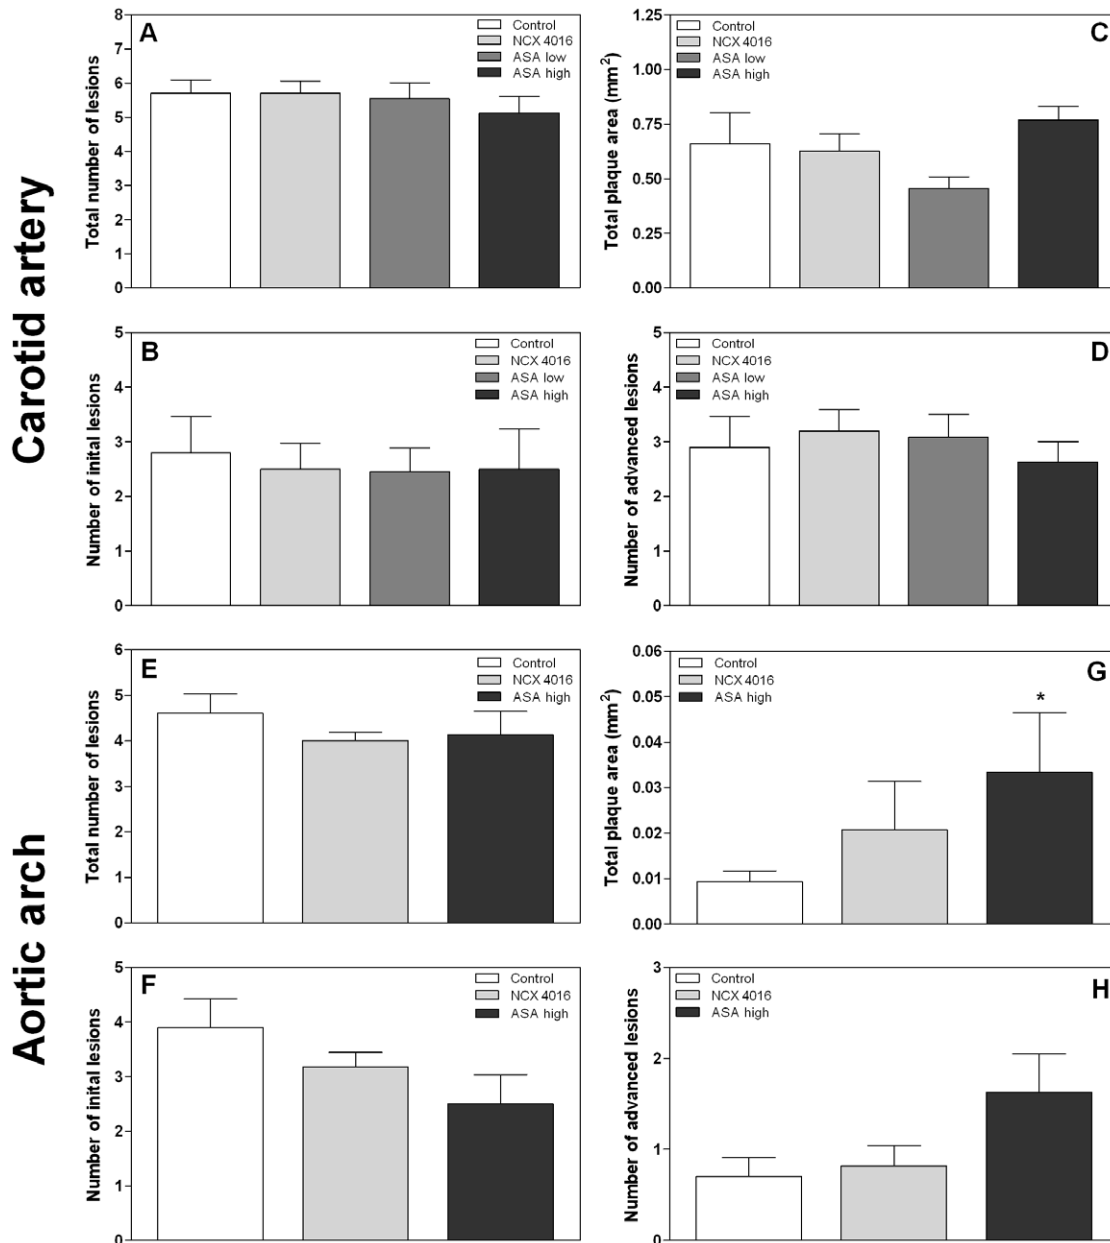 Carotid artery
A
Total number of lesions
8
7
6
5
4
3
2
1
0
Control
NCX 4016
ASA low
ASA high
C
Total plaque area (mm²)
1.25
1.00
0.75
0.50
0.25
0.00
Control
NCX 4016
ASA low
ASA high
B
Number of inital lesions
5
4
3
2
1
0
Control
NCX 4016
ASA low
ASA high
D
Number of advanced lesions
5
4
3
2
1
0
Control
NCX 4016
ASA low
ASA high
Aortic arch
E
Total number of lesions
6
5
4
3
2
1
0
Control
NCX 4016
ASA high
G
Total plaque area (mm²)
0.06
0.05
0.04
0.03
0.02
0.01
0.00
Control
NCX 4016
ASA high
*
F
Number of inital lesions
5
4
3
2
1
0
Control
NCX 4016
ASA high
H
Number of advanced lesions
3
2
1
0
Control
NCX 4016
ASA high